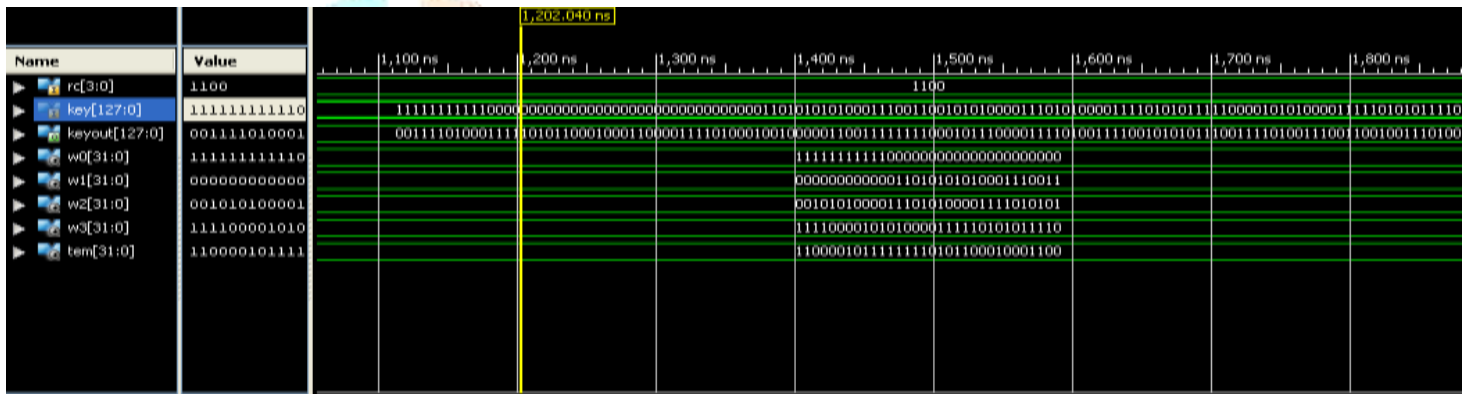 1,202.040 ns
Name Value 1,100 ns 1,200 ns 1,300 ns 1,400 ns 1,500 ns 1,600 ns 1,700 ns 1,800 ns
rc[3:0] 1100 1100
key[127:0] 111111111110 11111111111000000000000000000000000000000000110101010100011100110010101000011101010000111101010111110000101010000111110101011110
keyout[127:0] 001111010001 00111101000111110101100010001100001111010001001000001100111111110001011100001111010011110010101011100111101001110011001001110100
w0[31:0] 111111111110 11111111111000000000000000000000
w1[31:0] 000000000000 00000000000011010101010001110011
w2[31:0] 001010100001 00101010000111010100001111010101
w3[31:0] 111100001010 11110000101010000111110101011110
tem[31:0] 110000101111 11000010111111110101100010001100